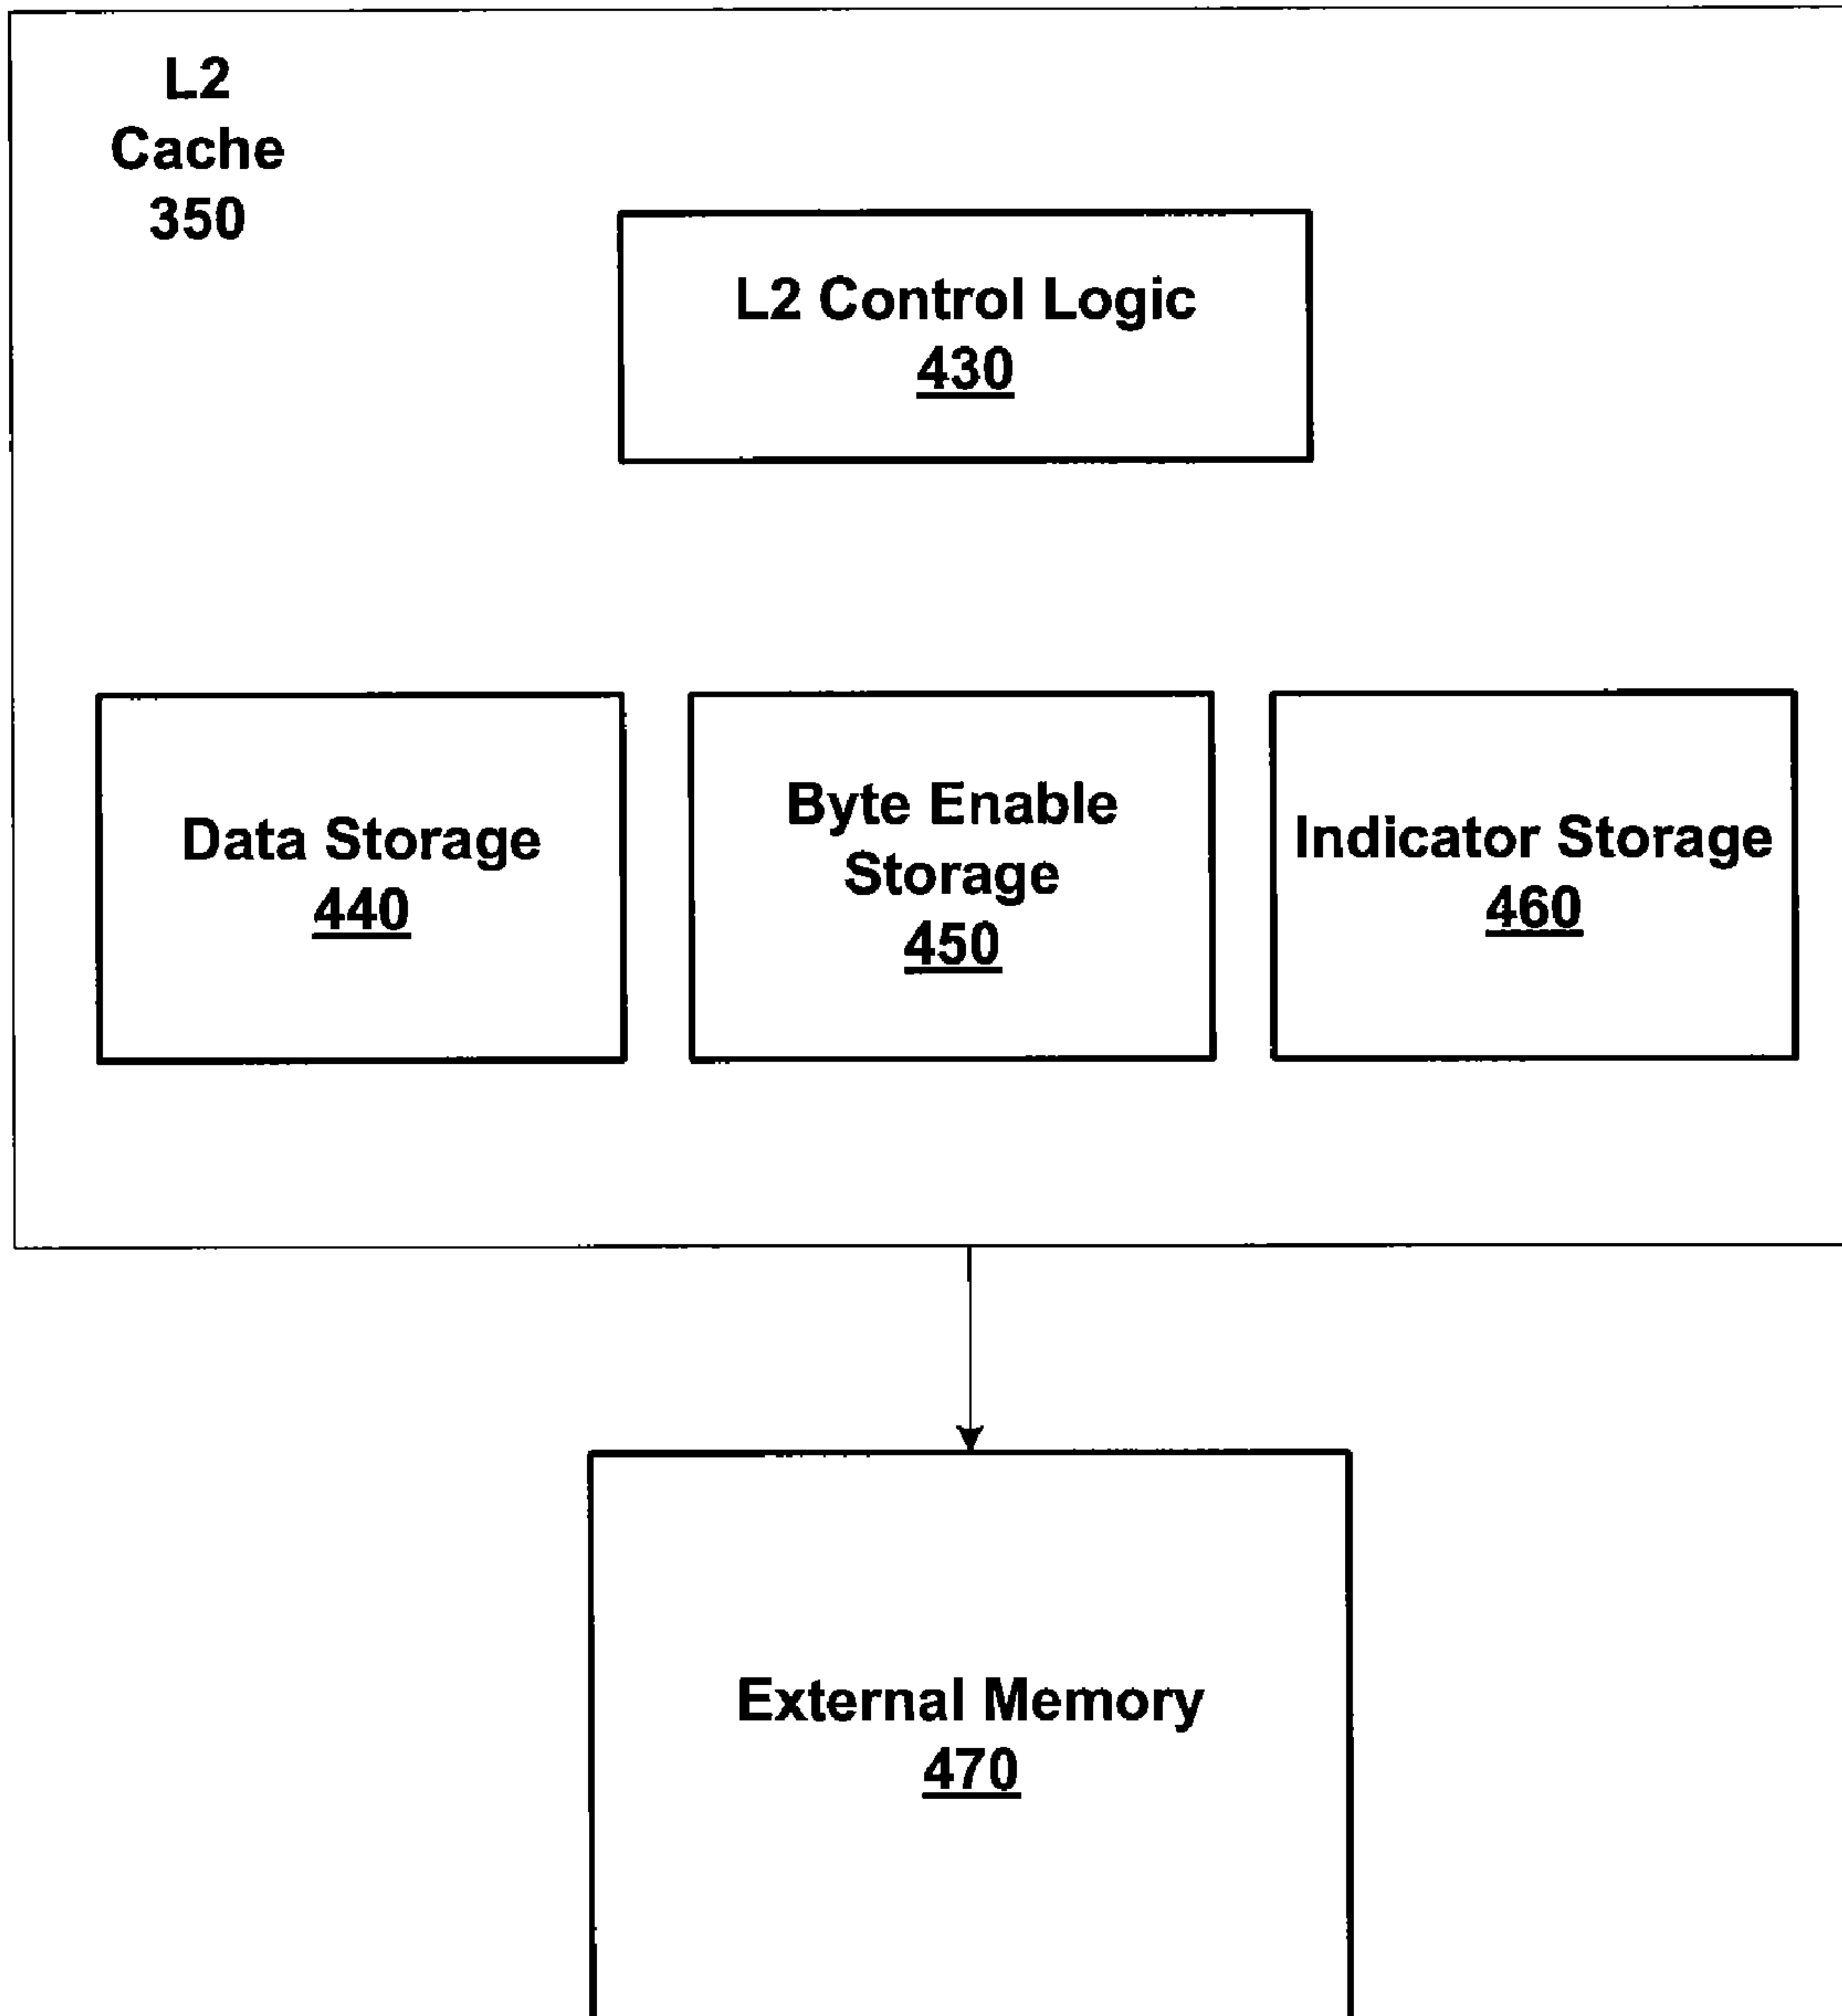 L2
Cache
350
L2 Control Logic
430
Data Storage
440
Byte Enable
Storage
450
Indicator Storage
460
External Memory
470